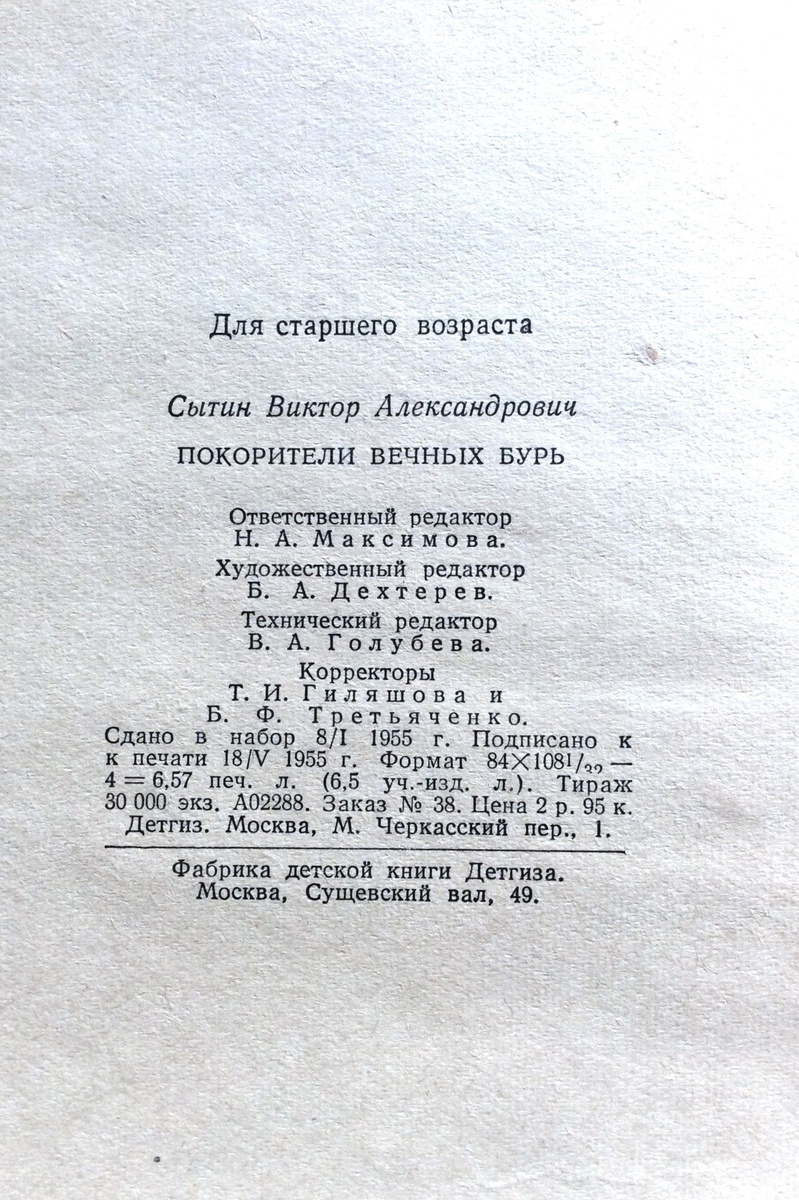 Для старшего возраста
Сытин Виктор Александрович
ПОКОРИТЕЛИ ВЕЧНЫХ БУРЬ
Ответственный редактор
Н. А. Максимова.
Художественный редактор
Б. А. Дехтерев.
Технический редактор
В. А. Голубева.
Корректоры
Т. И. Гиляшова и
Б. Ф. Третьяченко.
Сдано в набор 8/I 1955 г. Подписано к
к печати 18/V 1955 г. Формат 84×108¹/₃₂ —
4 = 6,57 печ. л. (6,5 уч.-изд. л.). Тираж
30 000 экз. А02288. Заказ № 38. Цена 2 р. 95 к.
Детгиз. Москва, М. Черкасский пер., 1.
Фабрика детской книги Детгиза.
Москва, Сущевский вал, 49.